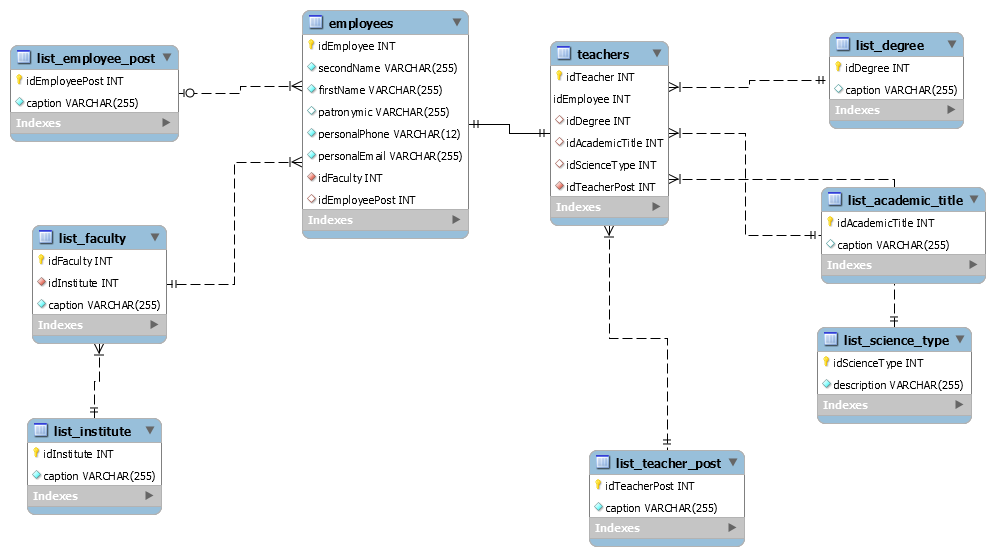 list_employee_post
idEmployeePost INT
caption VARCHAR(255)
Indexes
employees
idEmployee INT
secondName VARCHAR(255)
firstName VARCHAR(255)
patronymic VARCHAR(255)
personalPhone VARCHAR(12)
personalEmail VARCHAR(255)
idFaculty INT
idEmployeePost INT
Indexes
teachers
idTeacher INT
idEmployee INT
idDegree INT
idAcademicTitle INT
idScienceType INT
idTeacherPost INT
Indexes
list_degree
idDegree INT
caption VARCHAR(255)
Indexes
list_academic_title
idAcademicTitle INT
caption VARCHAR(255)
Indexes
list_faculty
idFaculty INT
idInstitute INT
caption VARCHAR(255)
Indexes
list_science_type
idScienceType INT
description VARCHAR(255)
Indexes
list_institute
idInstitute INT
caption VARCHAR(255)
Indexes
list_teacher_post
idTeacherPost INT
caption VARCHAR(255)
Indexes